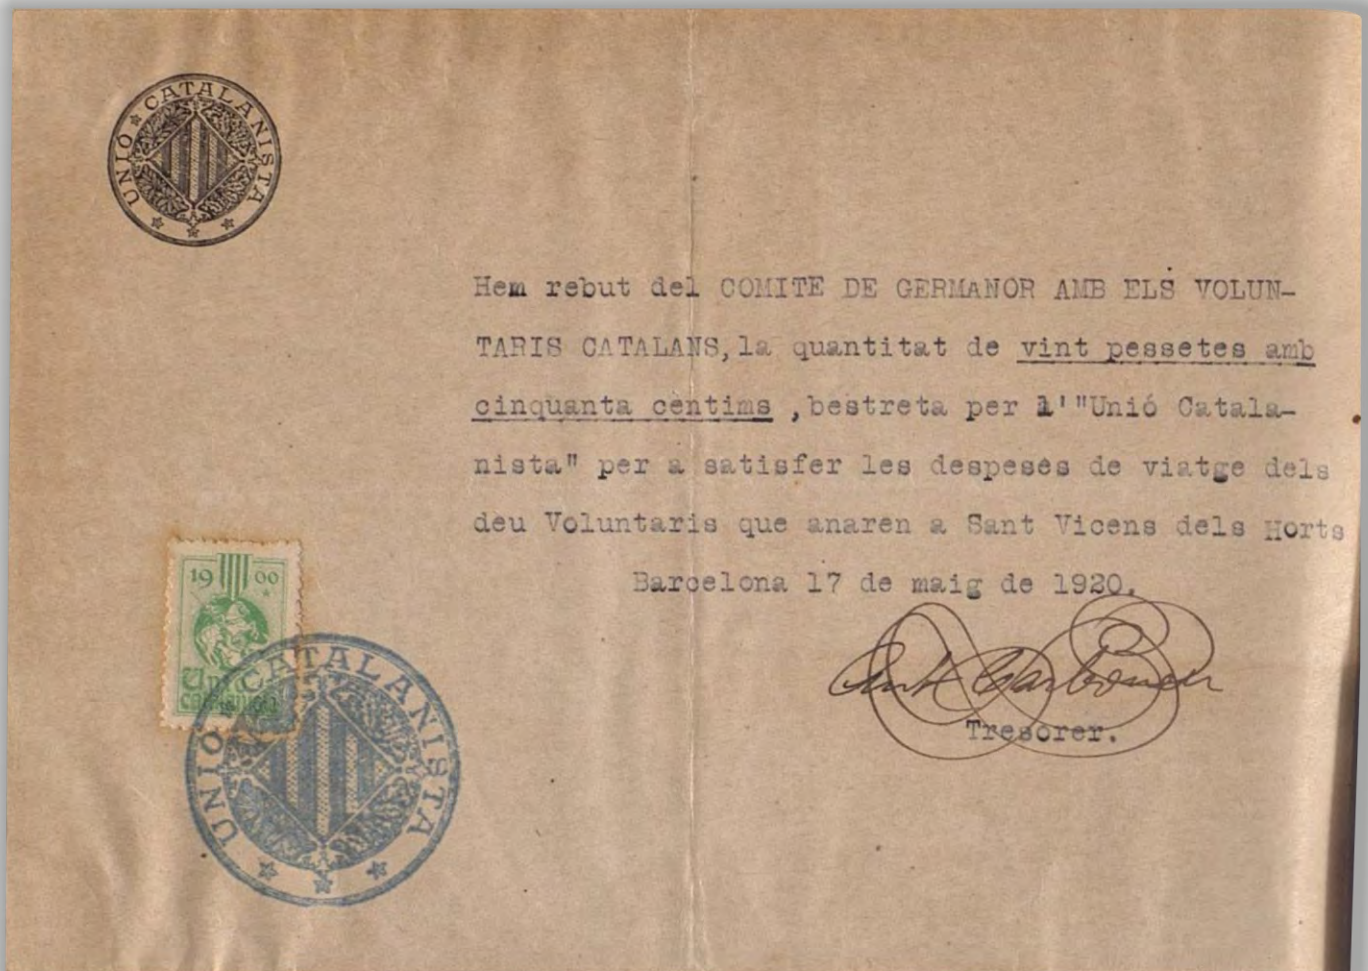 UNIÓ * CATALANISTA
Hem rebut del COMITE DE GERMANOR AMB ELS VOLUN-
TARIS CATALANS, la quantitat de vint pessetes amb
cinquanta cèntims , bestreta per l'"Unió Catala-
nista" per a satisfer les despeses de viatge dels
deu Voluntaris que anaren a Sant Vicens dels Horts
Barcelona 17 de maig de 1920.
19 00
UNIÓ CATALANISTA
Tresorer.